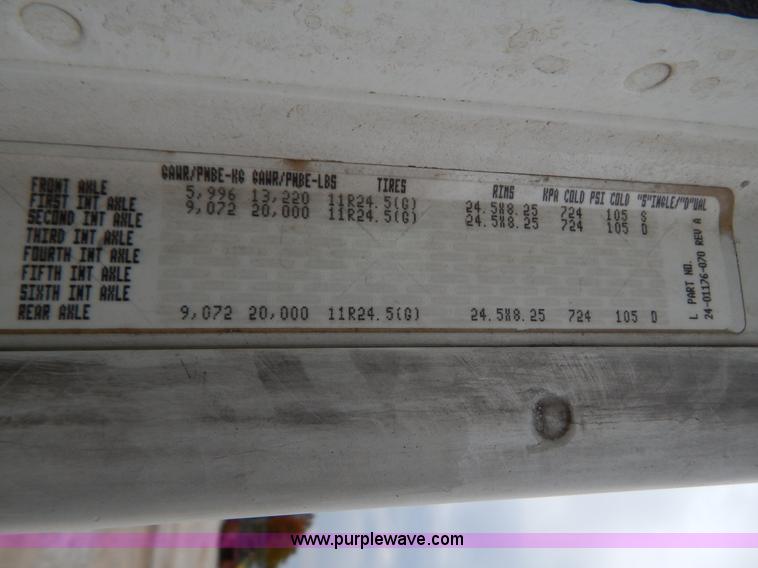 GAWR/PNBE-KG GAWR/PNBE-LBS TIRES RIMS KPA COLD PSI COLD "S"INGLE/"D"UAL
FRONT AXLE 5,996 13,220 11R24.5(G) 24.5X8.25 724 105 S
FIRST INT AXLE 9,072 20,000 11R24.5(G) 24.5X8.25 724 105 D
SECOND INT AXLE
THIRD INT AXLE
FOURTH INT AXLE
FIFTH INT AXLE
SIXTH INT AXLE
REAR AXLE 9,072 20,000 11R24.5(G) 24.5X8.25 724 105 D
L PART NO.
24-01176-070 REV A
www.purplewave.com